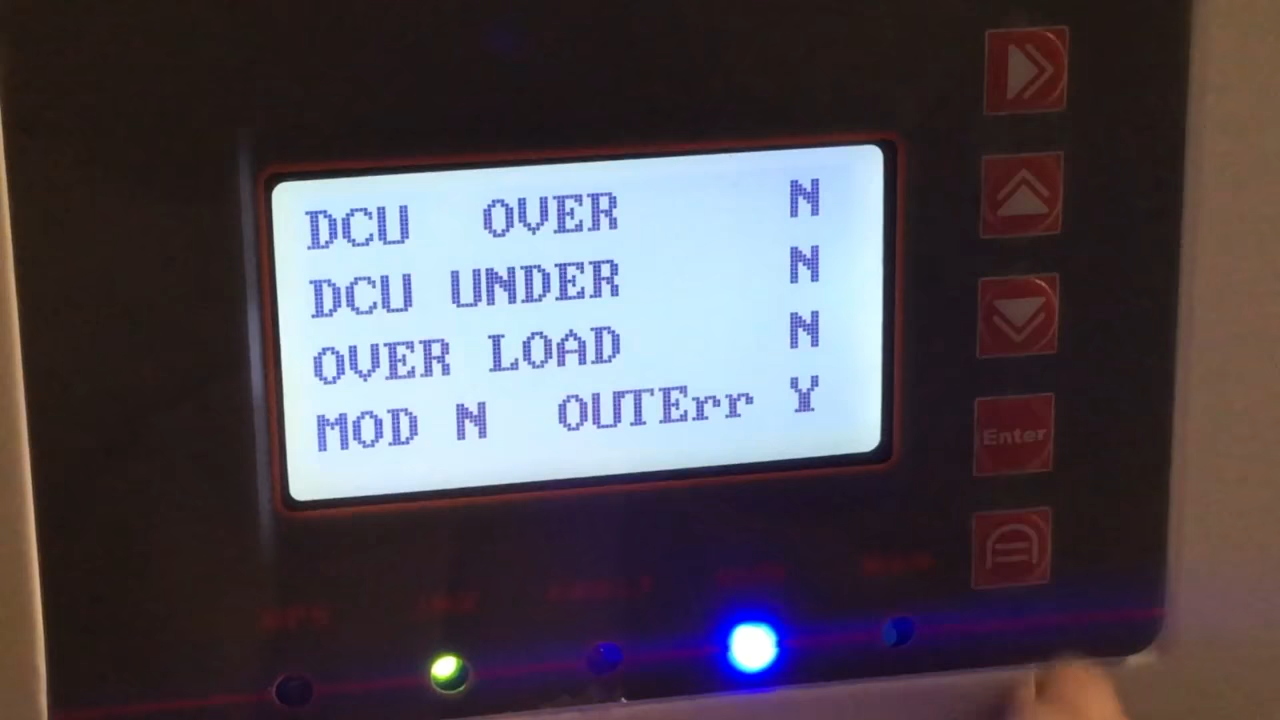 DCU OVER N
DCU UNDER N
OVER LOAD N
MOD N OUTErr Y
Enter